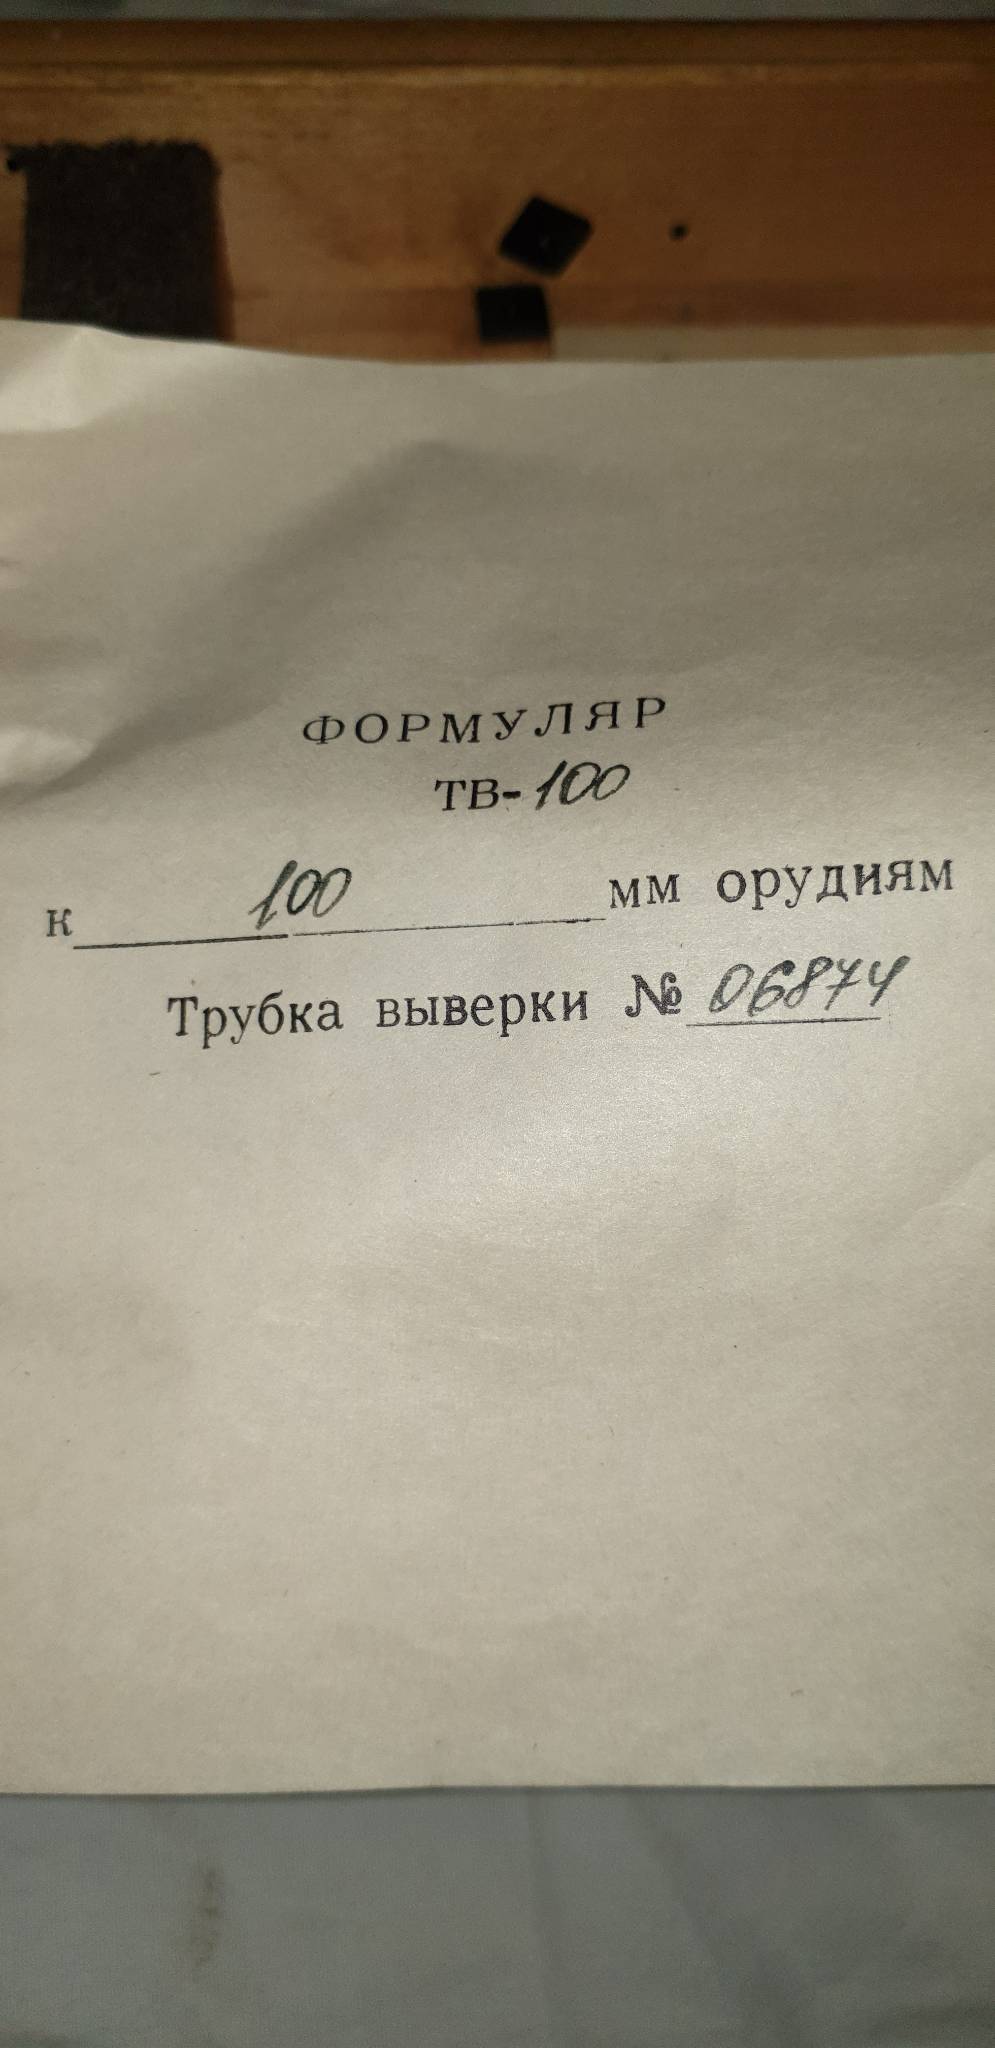 ФОРМУЛЯР
ТВ-100
к 100 мм орудиям
Трубка выверки № 06874